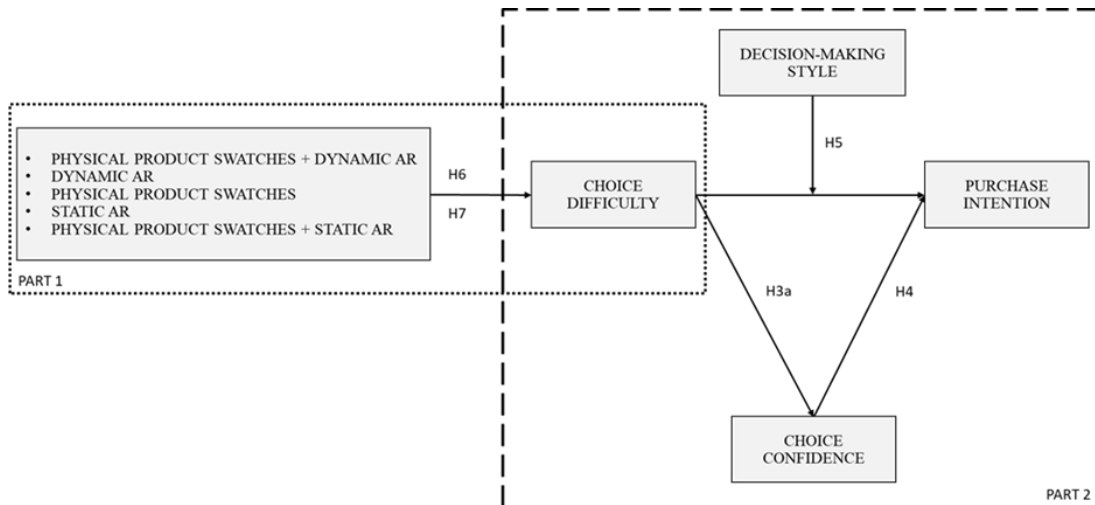 DECISION-MAKING
STYLE
• PHYSICAL PRODUCT SWATCHES + DYNAMIC AR
• DYNAMIC AR
• PHYSICAL PRODUCT SWATCHES
• STATIC AR
• PHYSICAL PRODUCT SWATCHES + STATIC AR
PART 1
H6
H7
CHOICE
DIFFICULTY
H5
PURCHASE
INTENTION
H3a
H4
CHOICE
CONFIDENCE
PART 2